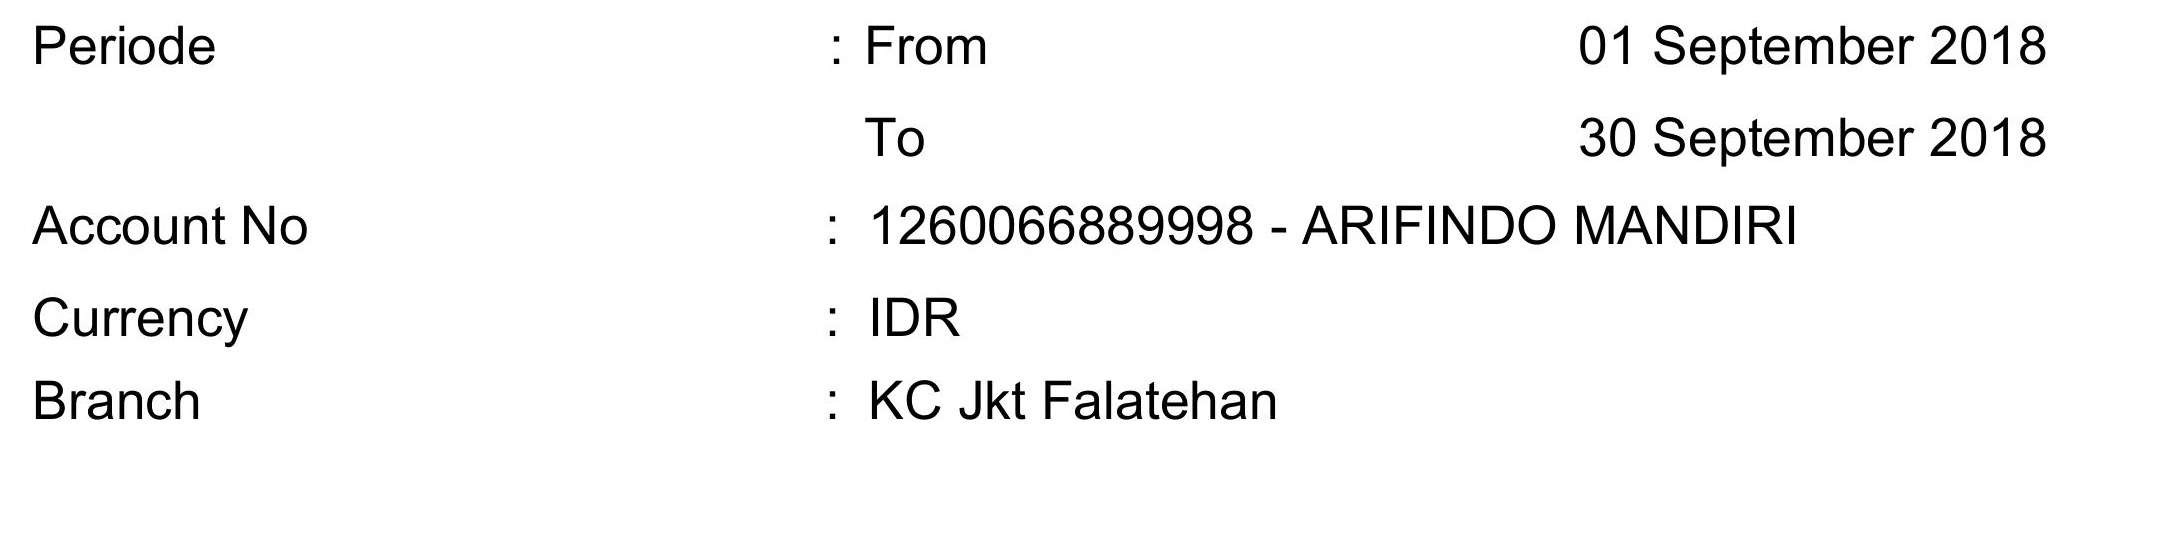 Periode : From 01 September 2018
To 30 September 2018
Account No : 1260066889998 - ARIFINDO MANDIRI
Currency : IDR
Branch : KC Jkt Falatehan